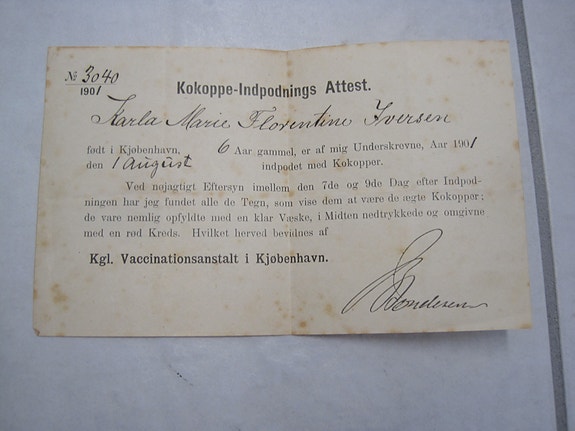 № 3040
1901
Kokoppe-Indpodnings Attest.
Karla Marie Florentine Iversen
født i Kjøbenhavn, 6 Aar gammel, er af mig Underskrevne, Aar 1901
den 1 august indpodet med Kokopper.
Ved nøjagtigt Eftersyn imellem den 7de og 9de Dag efter Indpod-
ningen har jeg fundet alle de Tegn, som vise dem at være de ægte Kokopper;
de vare nemlig opfyldte med en klar Væske, i Midten nedtrykkede og omgivne
med en rød Kreds. Hvilket herved bevidnes af
Kgl. Vaccinationsanstalt i Kjøbenhavn.